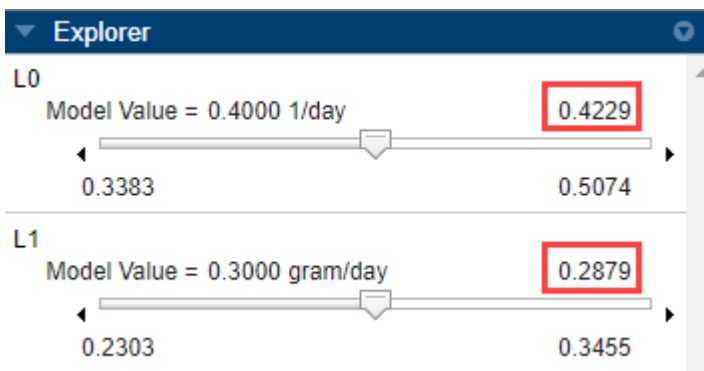 Explorer
L0
Model Value = 0.4000 1/day 0.4229
0.3383 0.5074
L1
Model Value = 0.3000 gram/day 0.2879
0.2303 0.3455